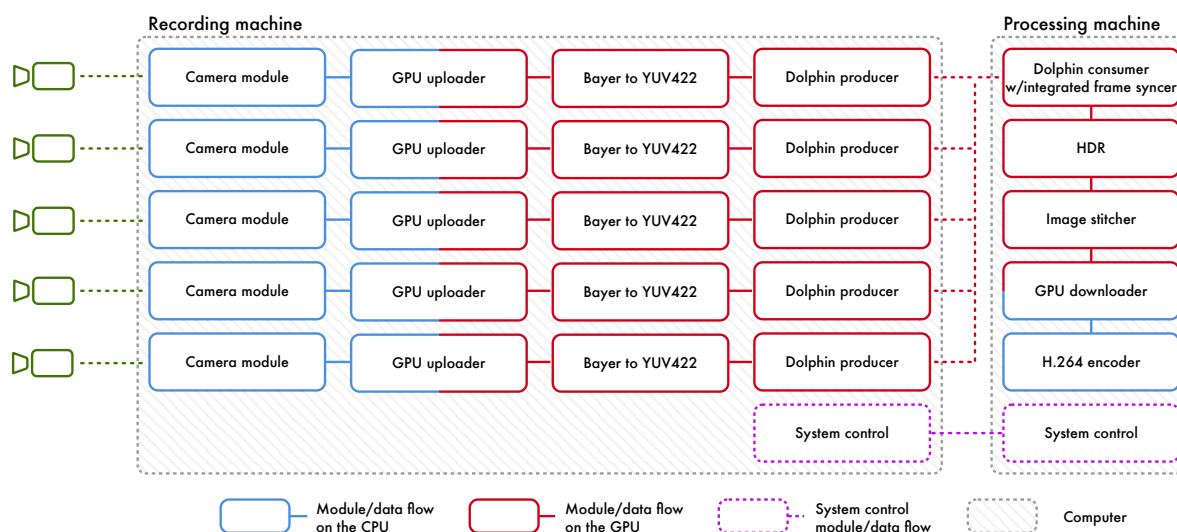 Recording machine
Processing machine
Camera module
GPU uploader
Bayer to YUV422
Dolphin producer
Dolphin consumer
w/integrated frame syncer
Camera module
GPU uploader
Bayer to YUV422
Dolphin producer
HDR
Camera module
GPU uploader
Bayer to YUV422
Dolphin producer
Image stitcher
Camera module
GPU uploader
Bayer to YUV422
Dolphin producer
GPU downloader
Camera module
GPU uploader
Bayer to YUV422
Dolphin producer
H.264 encoder
System control
System control
Module/data flow
on the CPU
Module/data flow
on the GPU
System control
module/data flow
Computer